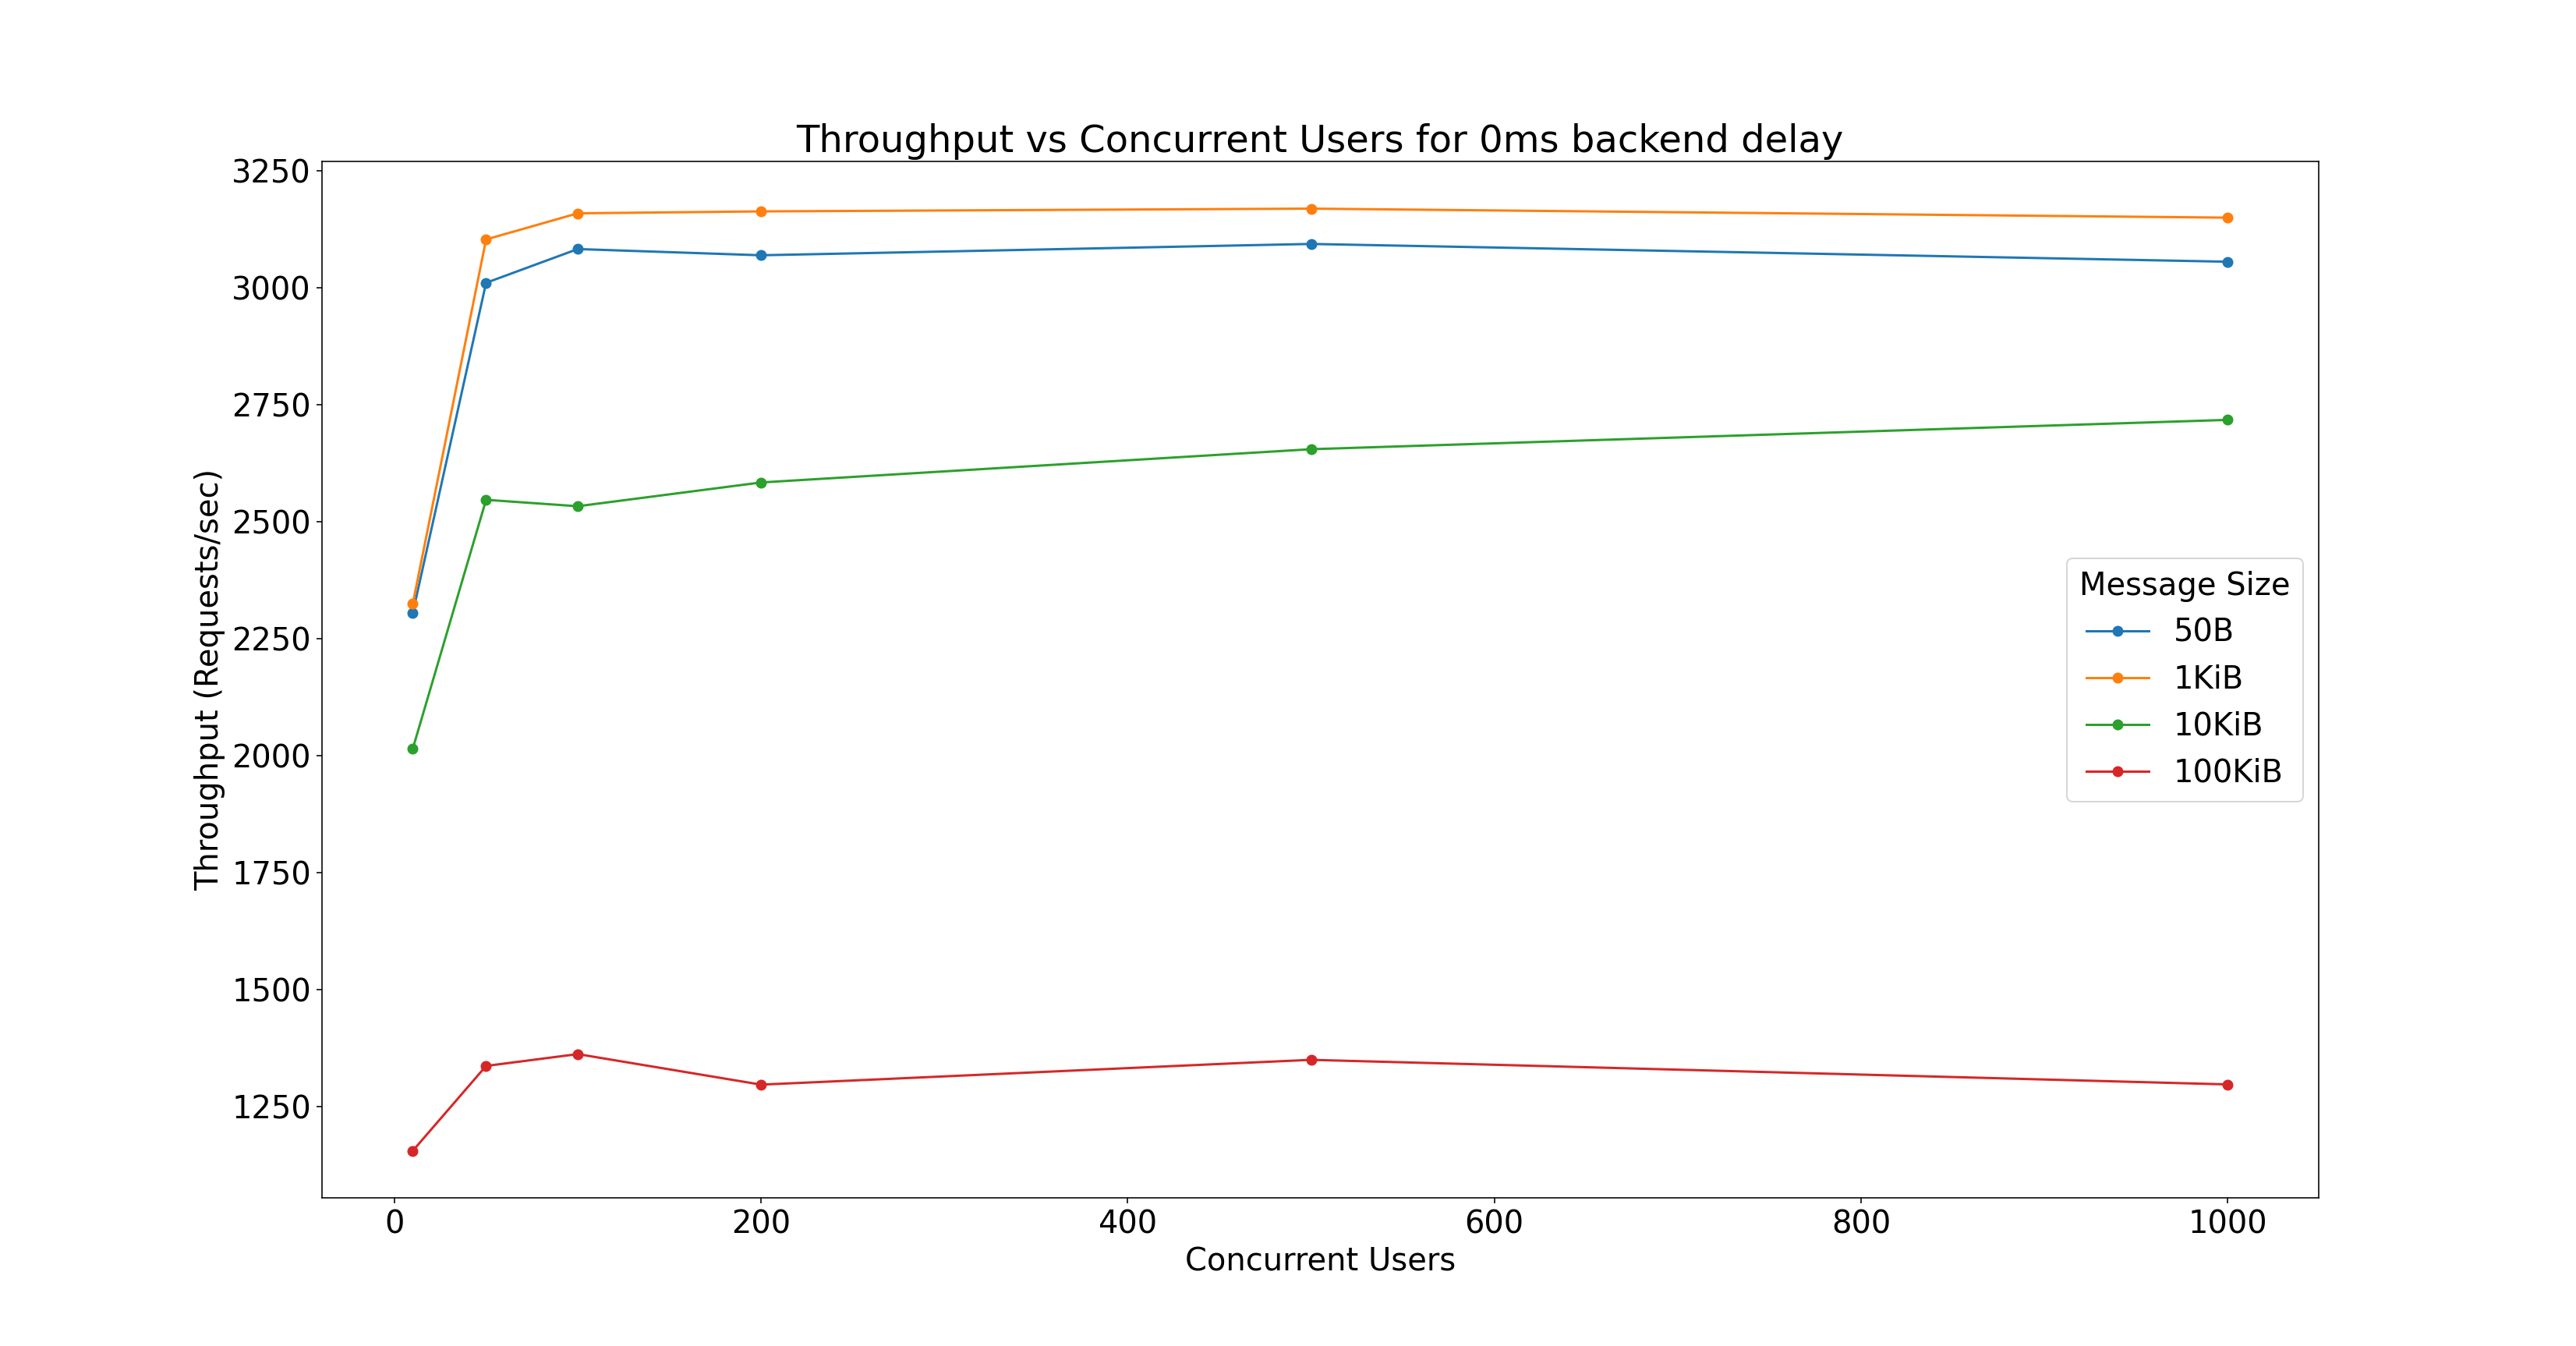 Throughput vs Concurrent Users for 0ms backend delay
Throughput (Requests/sec)
3250
3000
2750
2500
2250
2000
1750
1500
1250
Message Size
50B
1KiB
10KiB
100KiB
0 200 400 600 800 1000
Concurrent Users